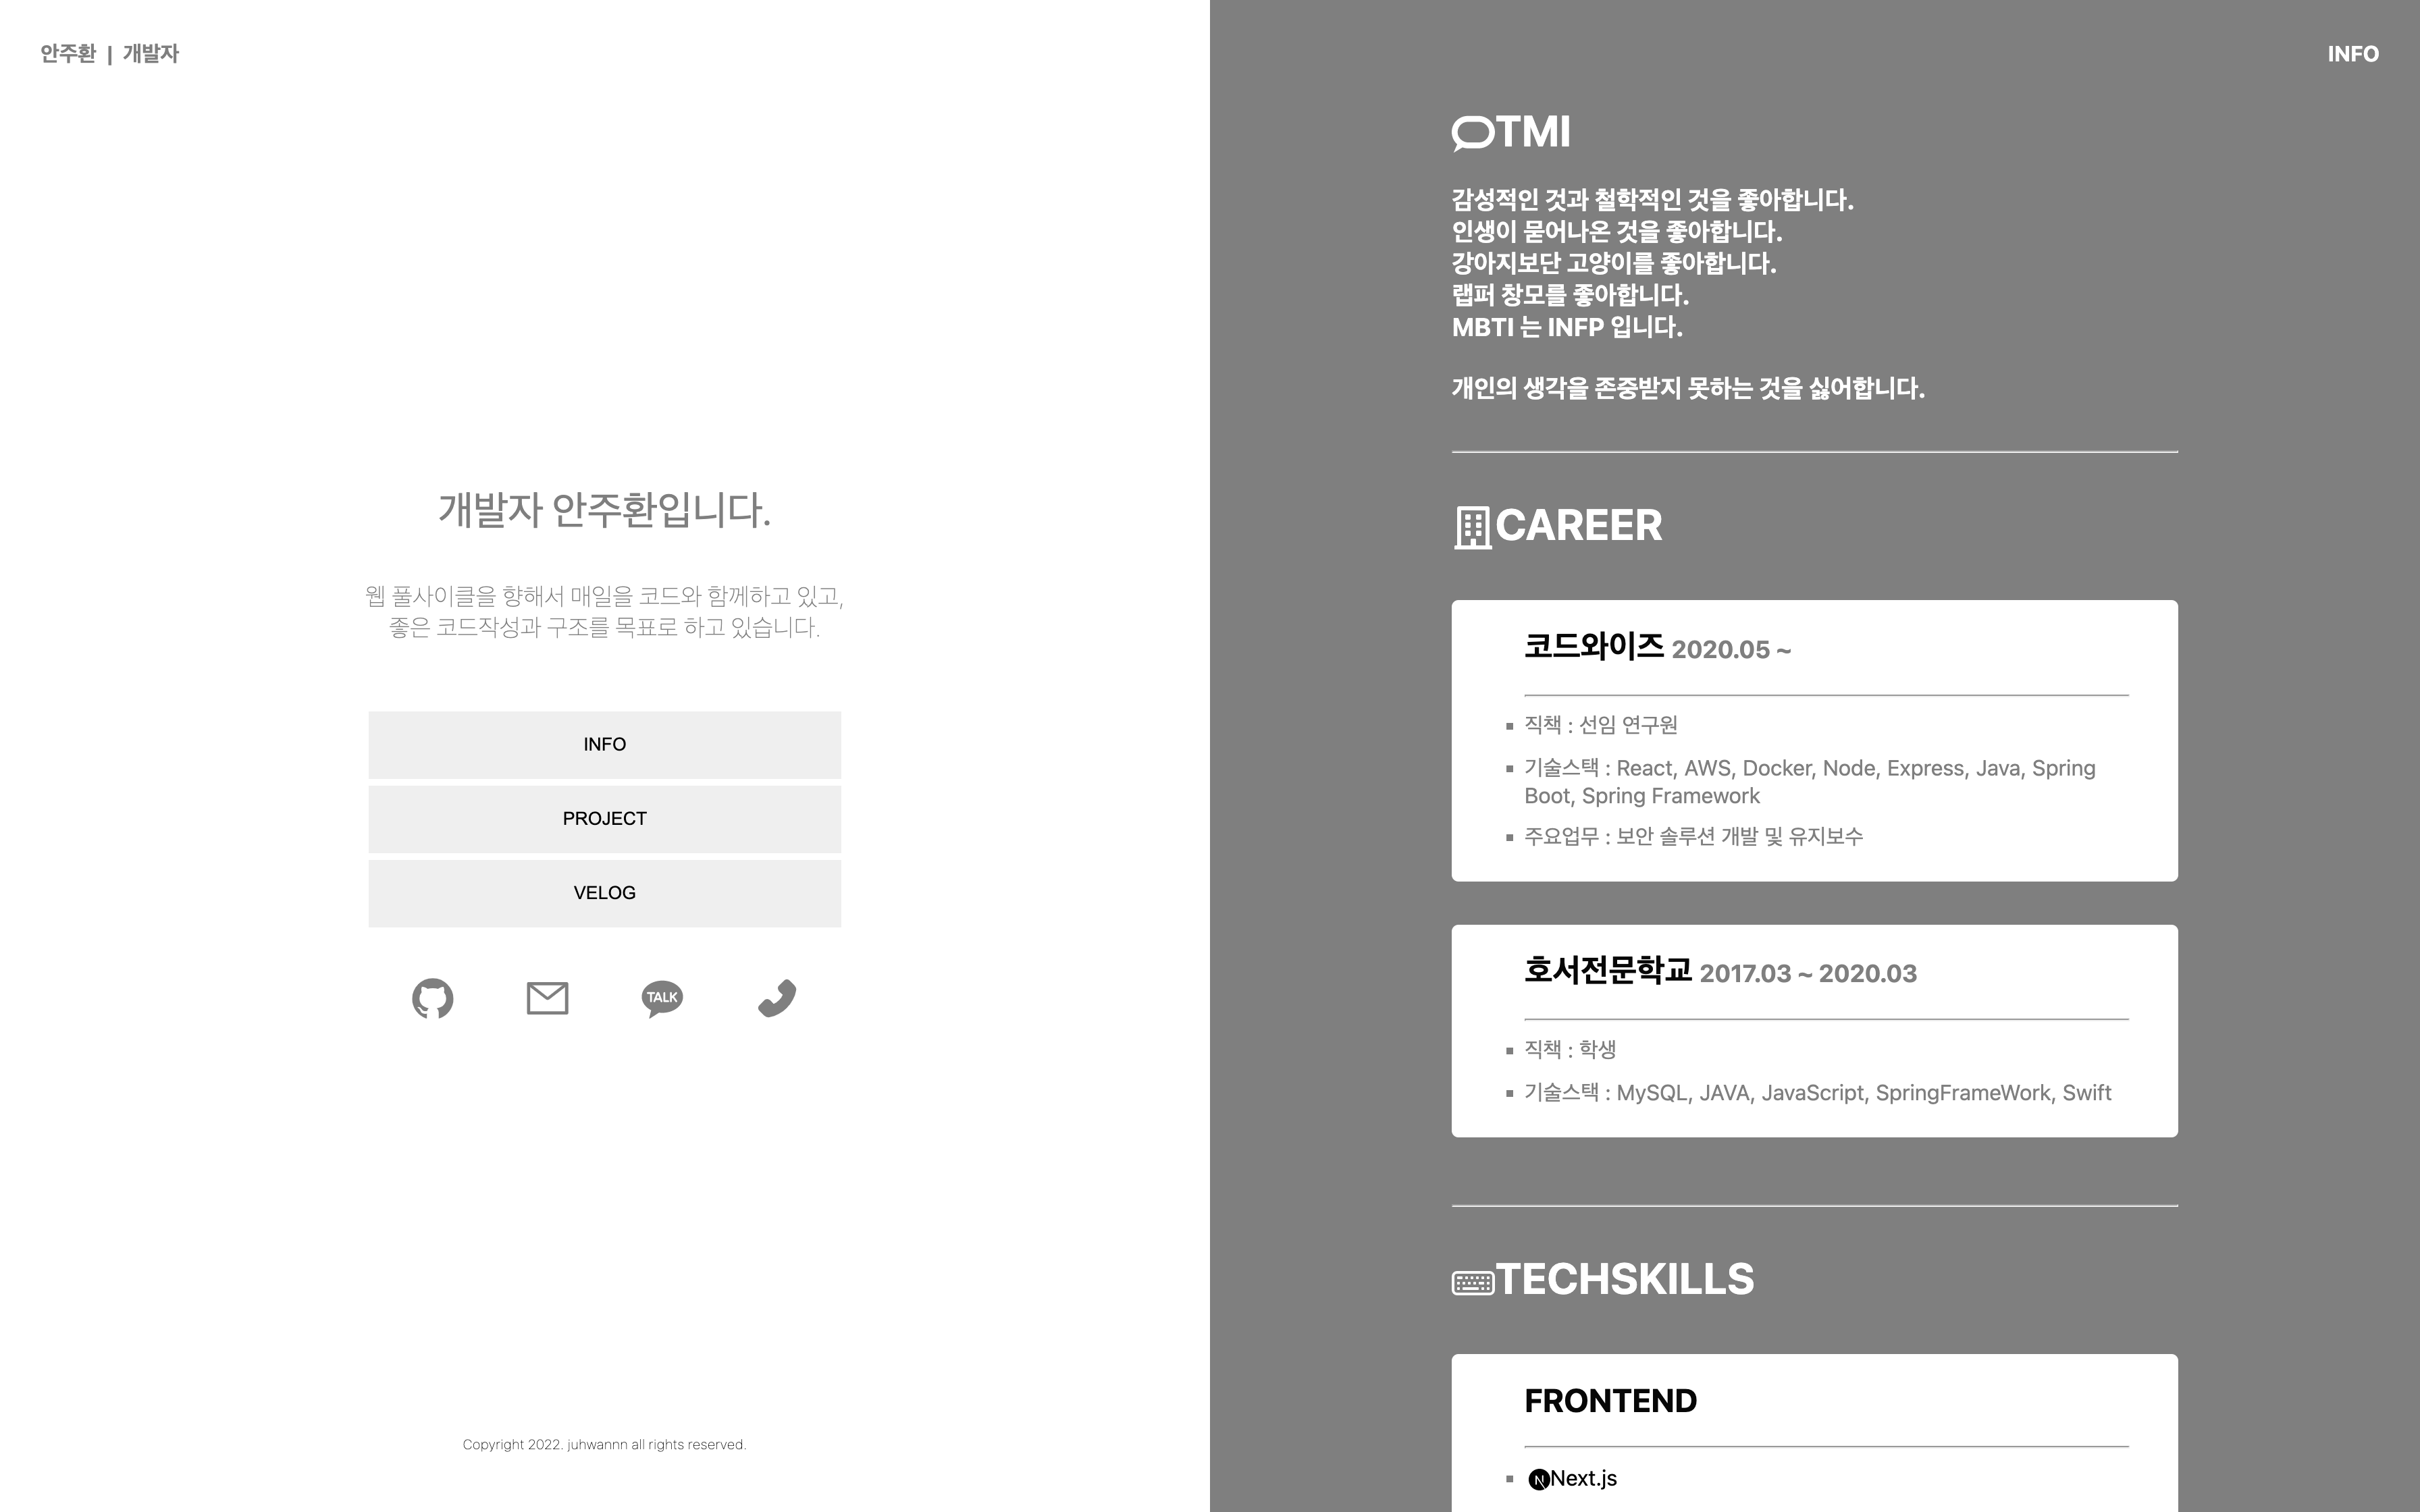 안주환 | 개발자
개발자 안주환입니다.
웹 풀사이클을 향해서 매일을 코드와 함께하고 있고,
좋은 코드작성과 구조를 목표로 하고 있습니다.
INFO
PROJECT
VELOG
TALK
Copyright 2022. juhwannn all rights reserved.
INFO
TMI
감성적인 것과 철학적인 것을 좋아합니다.
인생이 묻어나온 것을 좋아합니다.
강아지보단 고양이를 좋아합니다.
랩퍼 창모를 좋아합니다.
MBTI 는 INFP 입니다.
개인의 생각을 존중받지 못하는 것을 싫어합니다.
CAREER
코드와이즈 2020.05 ~
직책 : 선임 연구원
기술스택 : React, AWS, Docker, Node, Express, Java, Spring
Boot, Spring Framework
주요업무 : 보안 솔루션 개발 및 유지보수
호서전문학교 2017.03 ~ 2020.03
직책 : 학생
기술스택 : MySQL, JAVA, JavaScript, SpringFrameWork, Swift
TECHSKILLS
FRONTEND
Next.js